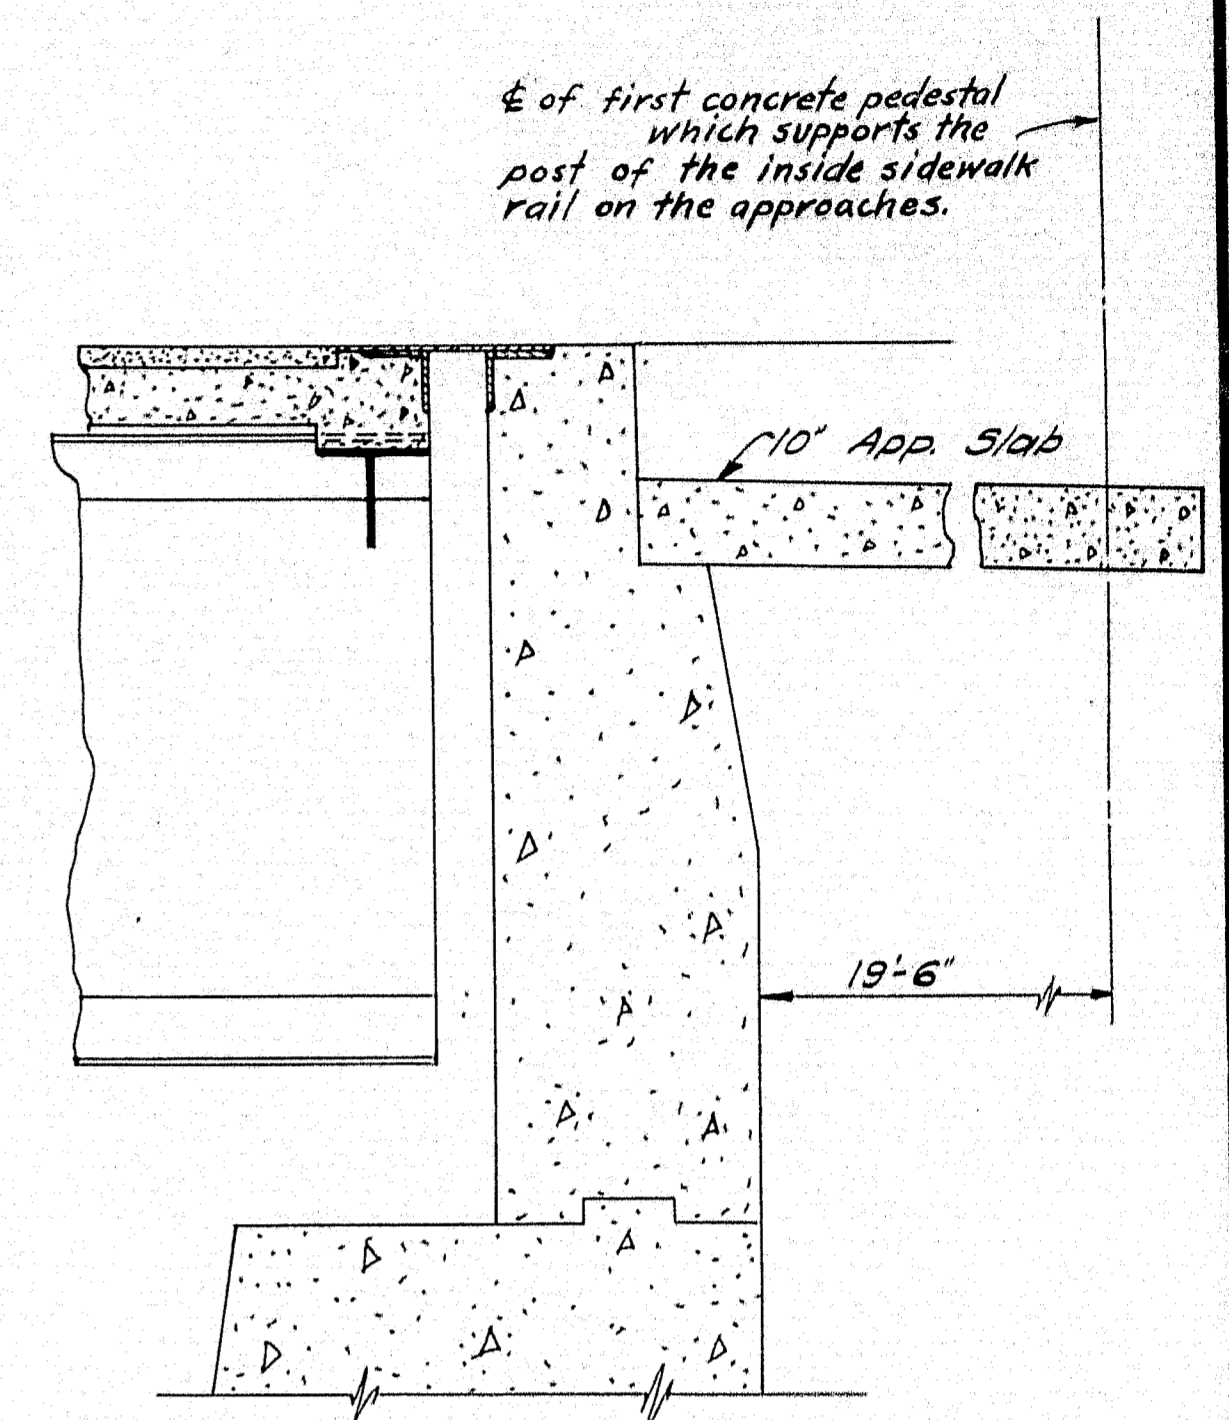 ℄ of first concrete pedestal
which supports the
post of the inside sidewalk
rail on the approaches.
10" App. Slab
19'-6"